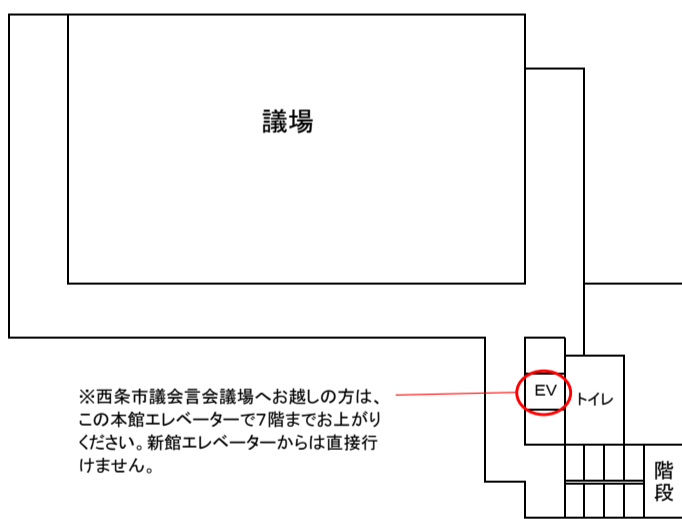 議場
※西条市議会言会議場へお越しの方は、
この本館エレベーターで7階までお上がり
ください。新館エレベーターからは直接行
けません。
EV
トイレ
階
段